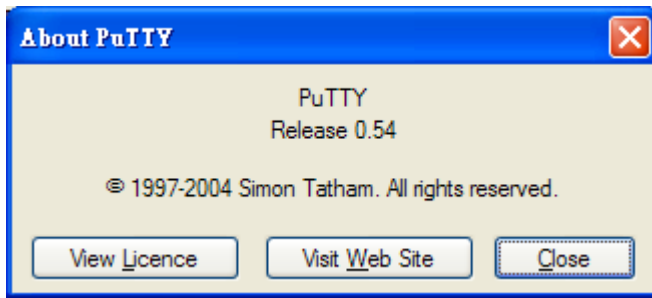 About PuTTY
PuTTY
Release 0.54
© 1997-2004 Simon Tatham. All rights reserved.
View Licence Visit Web Site Close